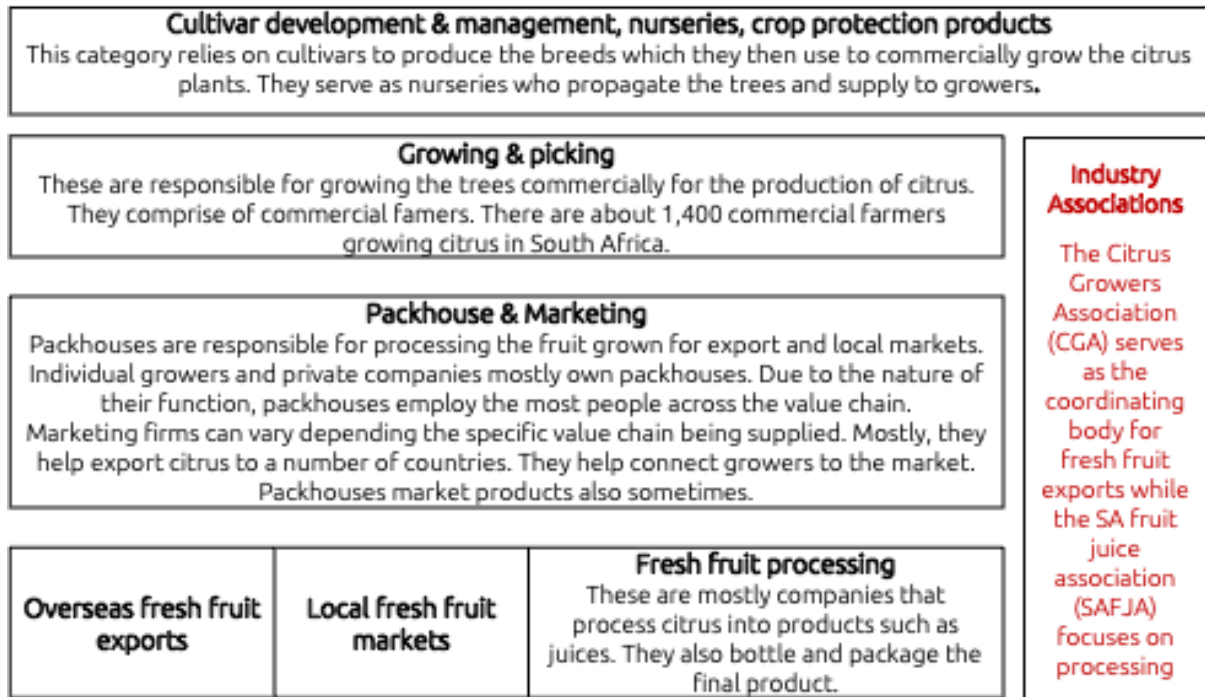 Cultivar development & management, nurseries, crop protection products
This category relies on cultivars to produce the breeds which they then use to commercially grow the citrus
plants. They serve as nurseries who propagate the trees and supply to growers.
Growing & picking
These are responsible for growing the trees commercially for the production of citrus.
They comprise of commercial famers. There are about 1,400 commercial farmers
growing citrus in South Africa.
Packhouse & Marketing
Packhouses are responsible for processing the fruit grown for export and local markets.
Individual growers and private companies mostly own packhouses. Due to the nature of
their function, packhouses employ the most people across the value chain.
Marketing firms can vary depending the specific value chain being supplied. Mostly, they
help export citrus to a number of countries. They help connect growers to the market.
Packhouses market products also sometimes.
Overseas fresh fruit
exports
Local fresh fruit
markets
Fresh fruit processing
These are mostly companies that
process citrus into products such as
juices. They also bottle and package the
final product.
Industry
Associations
The Citrus
Growers
Association
(CGA) serves
as the
coordinating
body for
fresh fruit
exports while
the SA fruit
juice
association
(SAFJA)
focuses on
processing